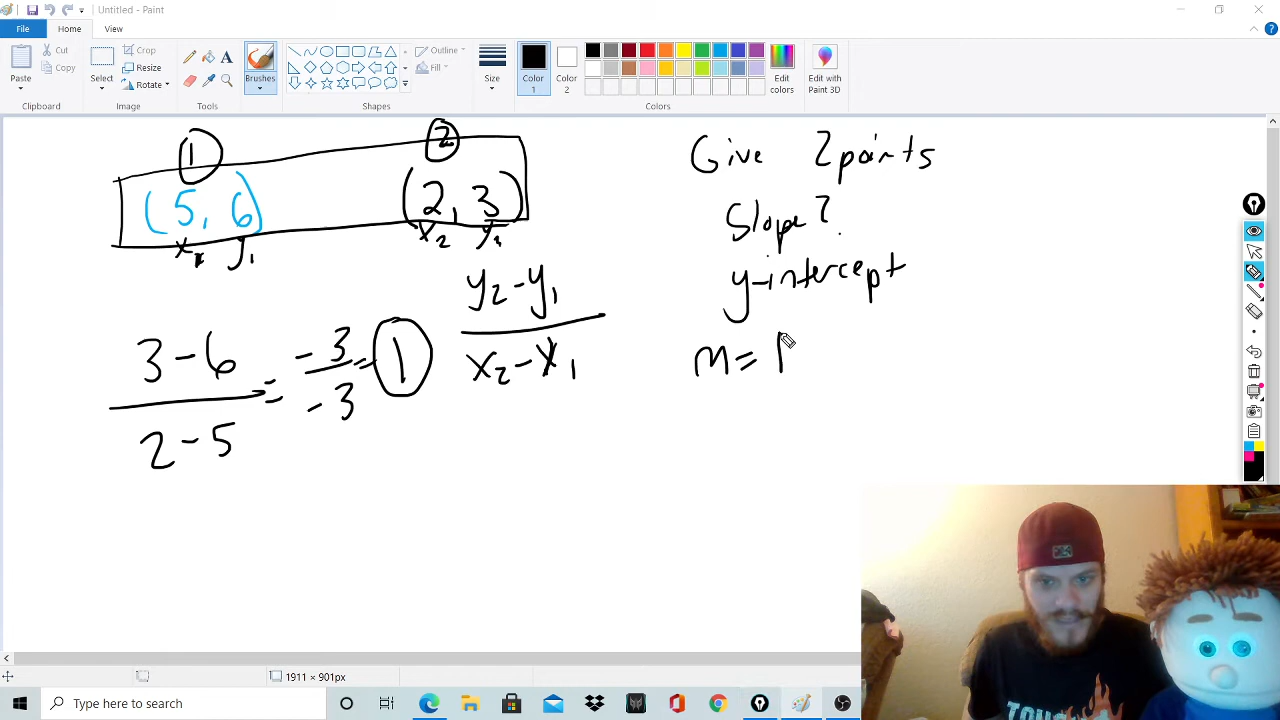 Untitled - Paint
File Home View
Paste Cut Copy Clipboard
Select Crop Resize Rotate Image
Tools
Brushes
Outline Fill Shapes
Size
Color 1
Color 2
Edit colors
Colors
Edit with Paint 3D
1 2
(5, 6) (2, 3)
x₁ y₁ x₂ y₂
Give 2 points
Slope?
y-intercept
y₂ - y₁
x₂ - x₁
3 - 6
2 - 5
= -3
-3
= 1
m = 1
1911 × 901px
Type here to search